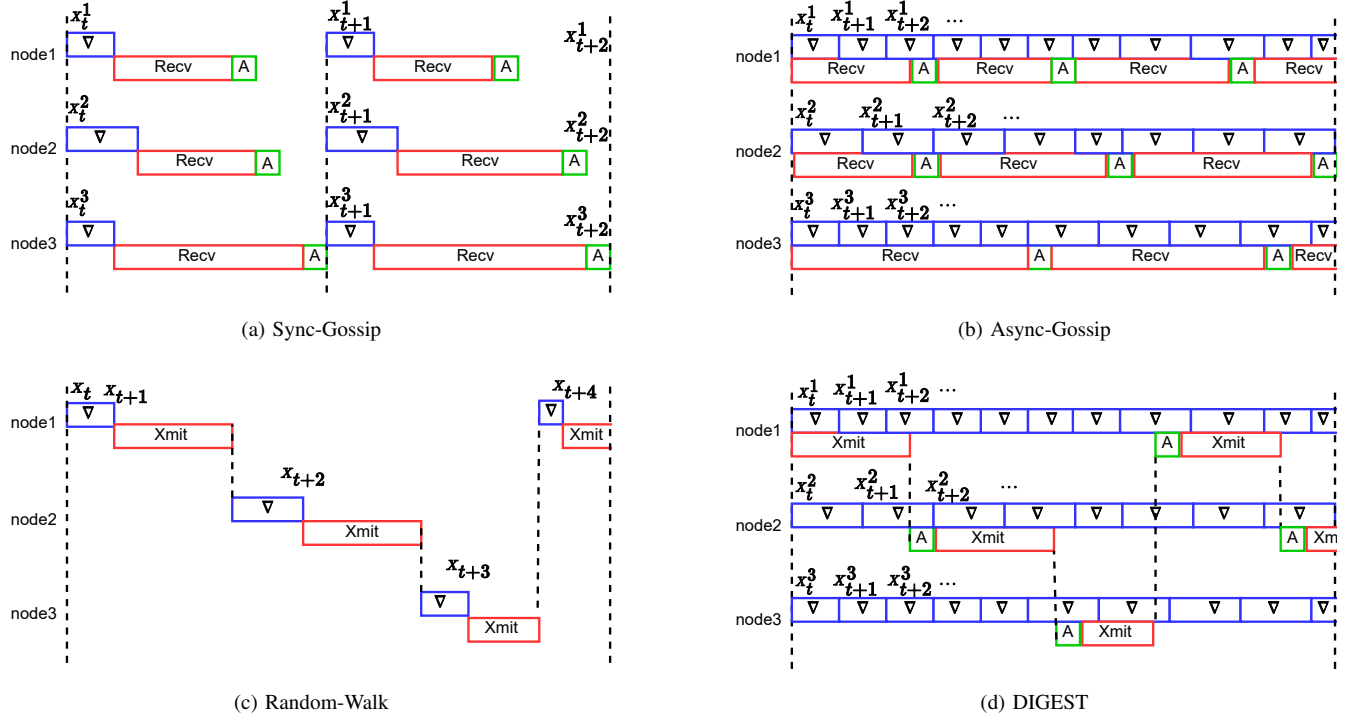 x_t^1 x_{t+1}^1 x_{t+2}^1
node1 ∇ ∇
Recv A Recv A
x_t^2 x_{t+1}^2 x_{t+2}^2
node2 ∇ ∇
Recv A Recv A
x_t^3 x_{t+1}^3 x_{t+2}^3
node3 ∇ ∇
Recv A Recv A
(a) Sync-Gossip
x_t^1 x_{t+1}^1 x_{t+2}^1 ...
node1 ∇ ∇ ∇ ∇ ∇ ∇ ∇ ∇ ∇ ∇
Recv A Recv A Recv A Recv
x_t^2 x_{t+1}^2 x_{t+2}^2 ...
node2 ∇ ∇ ∇ ∇ ∇ ∇ ∇ ∇
Recv A Recv A Recv A
x_t^3 x_{t+1}^3 x_{t+2}^3 ...
node3 ∇ ∇ ∇ ∇ ∇ ∇ ∇ ∇ ∇ ∇
Recv A Recv A Recv
(b) Async-Gossip
x_t x_{t+1} x_{t+4}
node1 ∇ ∇
Xmit Xmit
x_{t+2}
node2 ∇
Xmit
x_{t+3}
∇
node3 Xmit
(c) Random-Walk
x_t^1 x_{t+1}^1 x_{t+2}^1 ...
node1 ∇ ∇ ∇ ∇ ∇ ∇ ∇ ∇ ∇ ∇
Xmit A Xmit
x_t^2 x_{t+1}^2 x_{t+2}^2 ...
node2 ∇ ∇ ∇ ∇ ∇ ∇ ∇ ∇
A Xmit A Xm
x_t^3 x_{t+1}^3 x_{t+2}^3 ...
node3 ∇ ∇ ∇ ∇ ∇ ∇ ∇ ∇ ∇ ∇
A Xmit
(d) DIGEST